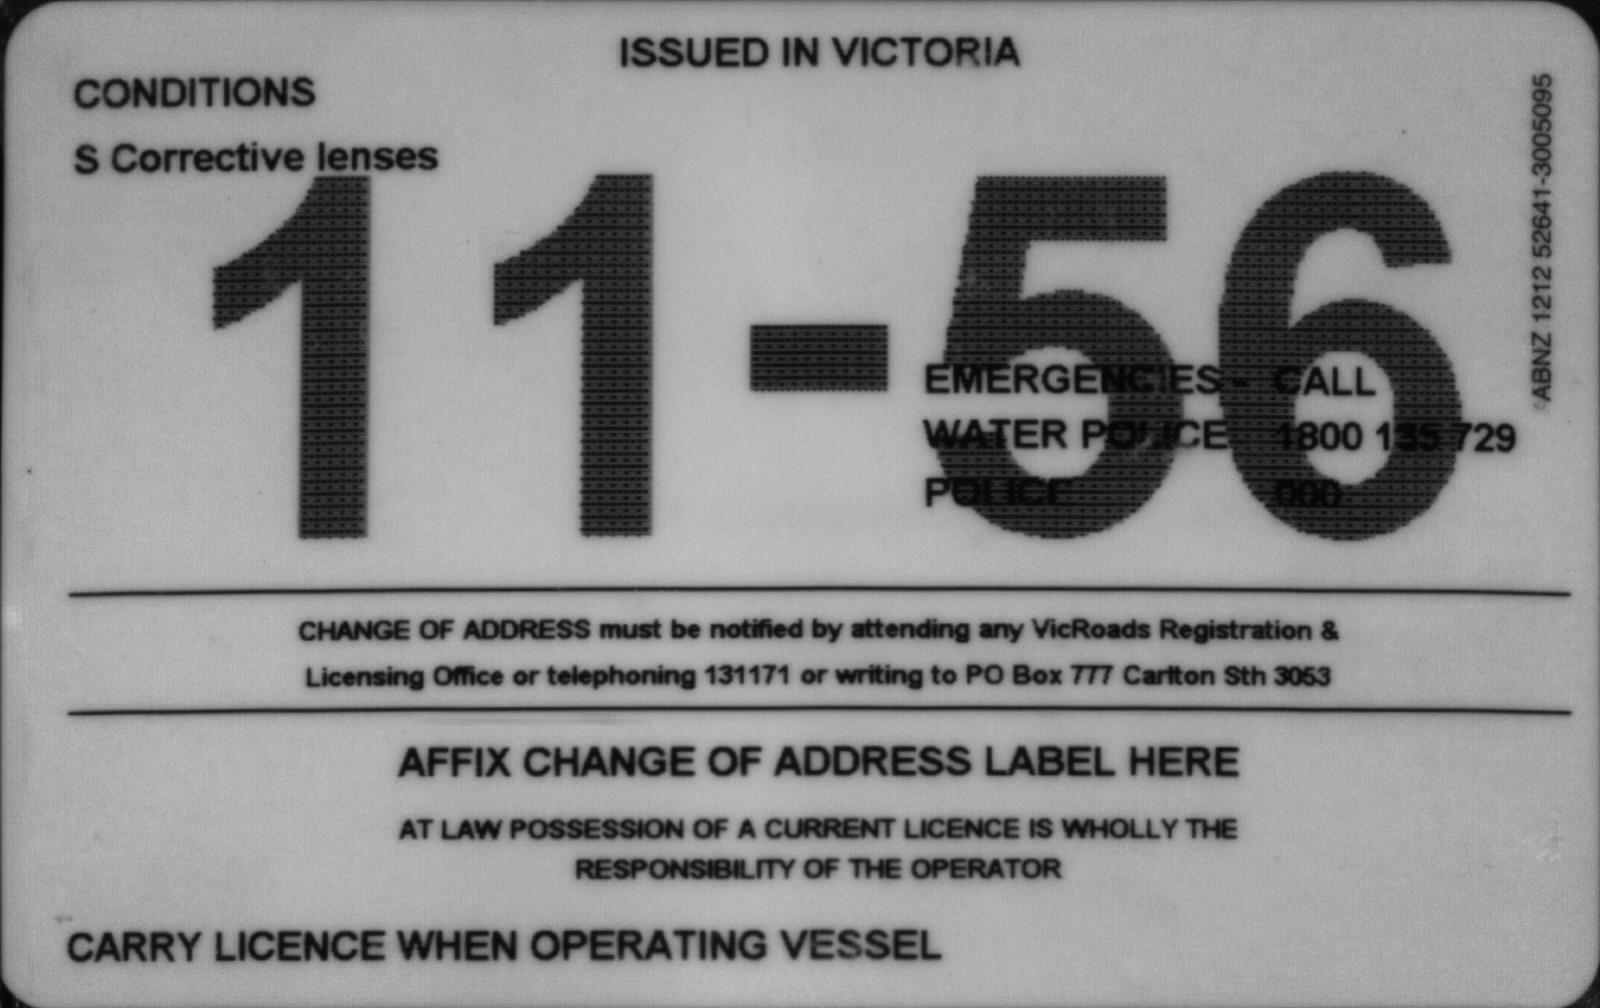 ISSUED IN VICTORIA
CONDITIONS
S Corrective lenses
11-56
EMERGENCIES - CALL
WATER POLICE 1800 135 729
POLICE 000
ABNZ 1212 52641-3005095
CHANGE OF ADDRESS must be notified by attending any VicRoads Registration &
Licensing Office or telephoning 131171 or writing to PO Box 777 Carlton Sth 3053
AFFIX CHANGE OF ADDRESS LABEL HERE
AT LAW POSSESSION OF A CURRENT LICENCE IS WHOLLY THE
RESPONSIBILITY OF THE OPERATOR
CARRY LICENCE WHEN OPERATING VESSEL